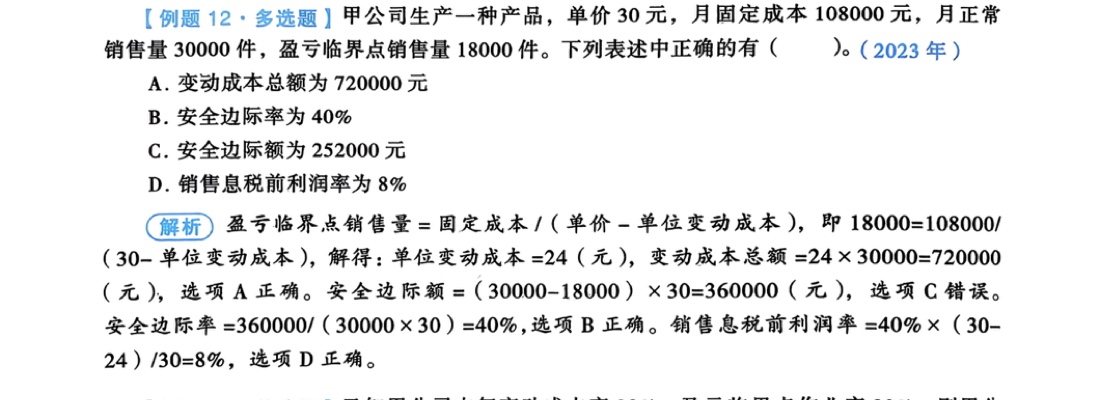 【例题 12 · 多选题】甲公司生产一种产品，单价 30 元，月固定成本 108000 元，月正常
销售量 30000 件，盈亏临界点销售量 18000 件。下列表述中正确的有（　　）。（2023 年）
A. 变动成本总额为 720000 元
B. 安全边际率为 40%
C. 安全边际额为 252000 元
D. 销售息税前利润率为 8%
解析 盈亏临界点销售量 = 固定成本 /（单价 – 单位变动成本），即 18000=108000/
（30– 单位变动成本），解得：单位变动成本 =24（元），变动成本总额 =24×30000=720000
（元），选项 A 正确。安全边际额 =（30000–18000）×30=360000（元），选项 C 错误。
安全边际率 =360000/（30000×30）=40%，选项 B 正确。销售息税前利润率 =40%×（30–
24）/30=8%，选项 D 正确。